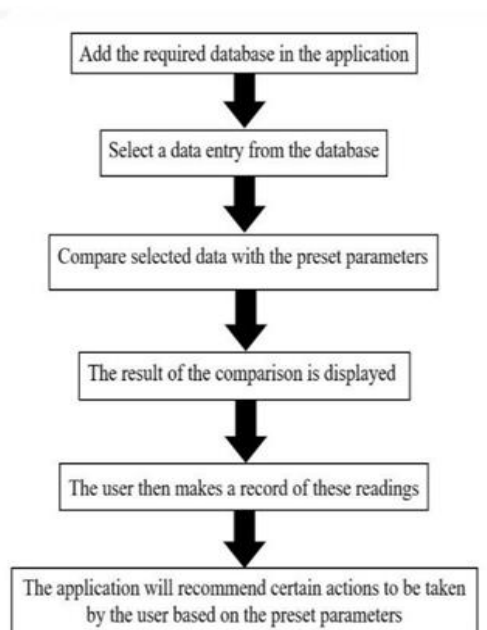 Add the required database in the application
Select a data entry from the database
Compare selected data with the preset parameters
The result of the comparison is displayed
The user then makes a record of these readings
The application will recommend certain actions to be taken
by the user based on the preset parameters